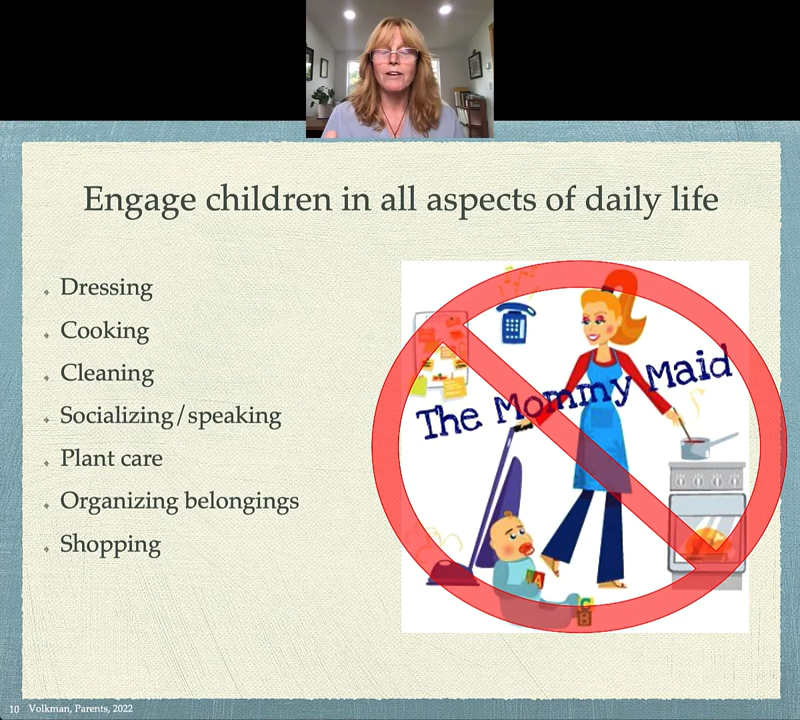 Engage children in all aspects of daily life
Dressing
Cooking
Cleaning
Socializing/speaking
Plant care
Organizing belongings
Shopping
The Mommy Maid
A
C
B
10 Volkman, Parents, 2022